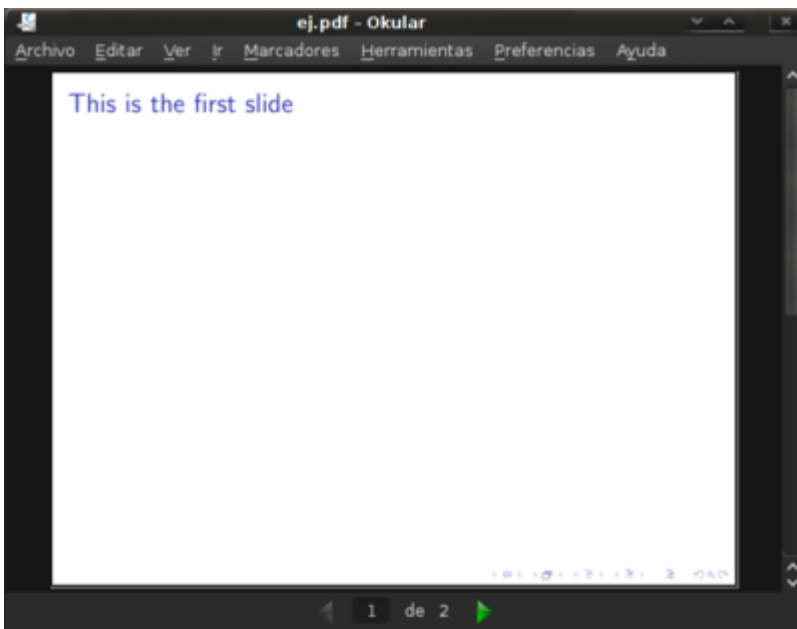 ej.pdf - Okular
Archivo Editar Ver Ir Marcadores Herramientas Preferencias Ayuda
This is the first slide
1 de 2